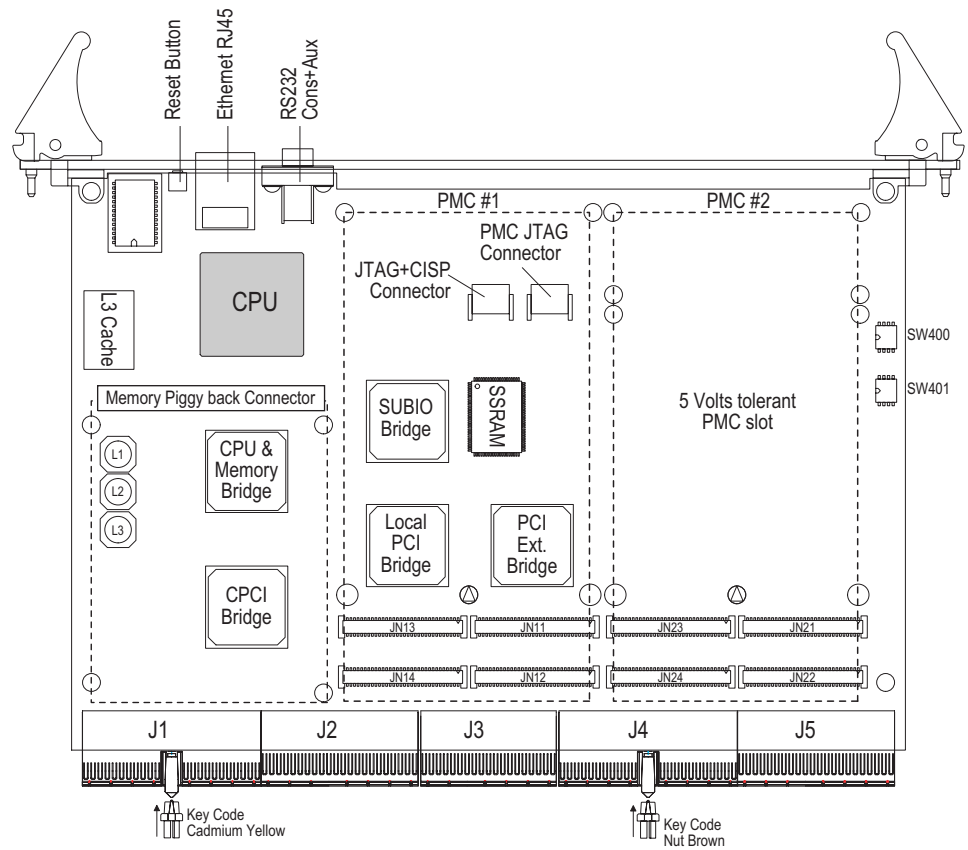 Reset Button
Ethernet RJ45
RS232
Cons+Aux
PMC #1
PMC #2
PMC JTAG
Connector
JTAG+CISP
Connector
CPU
L3 Cache
SW400
SW401
Memory Piggy back Connector
SUBIO
Bridge
SSRAM
5 Volts tolerant
PMC slot
L1
L2
L3
CPU &
Memory
Bridge
Local
PCI
Bridge
PCI
Ext.
Bridge
CPCI
Bridge
JN13
JN11
JN23
JN21
JN14
JN12
JN24
JN22
J1
J2
J3
J4
J5
Key Code
Cadmium Yellow
Key Code
Nut Brown